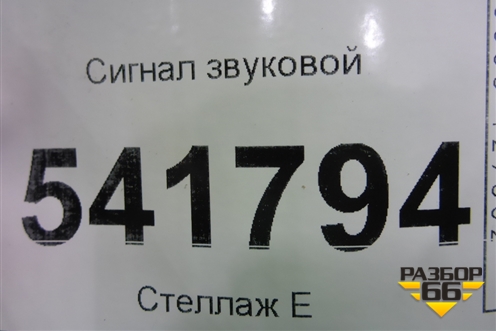 Сигнал звуковой
541794
Стеллаж Е
РАЗБОР
66